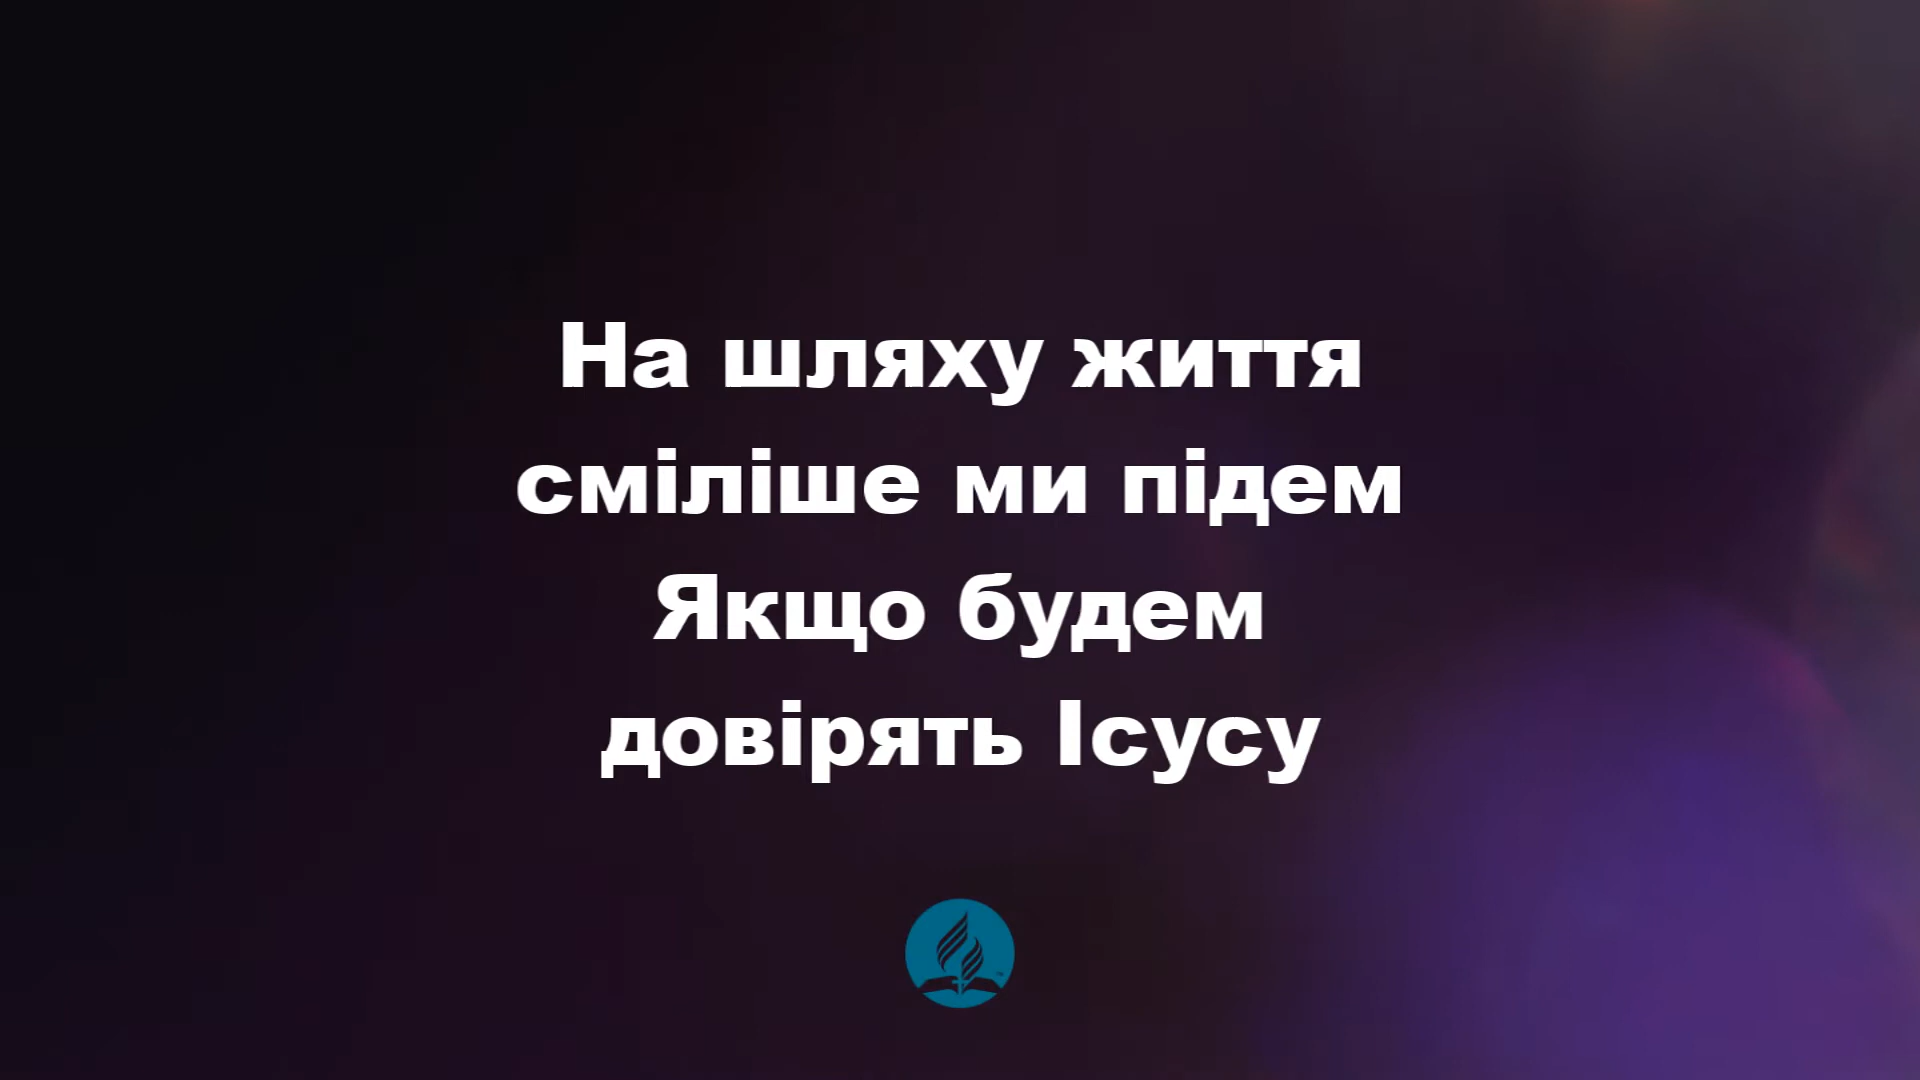 На шляху життя
сміліше ми підем
Якщо будем
довірять Ісусу